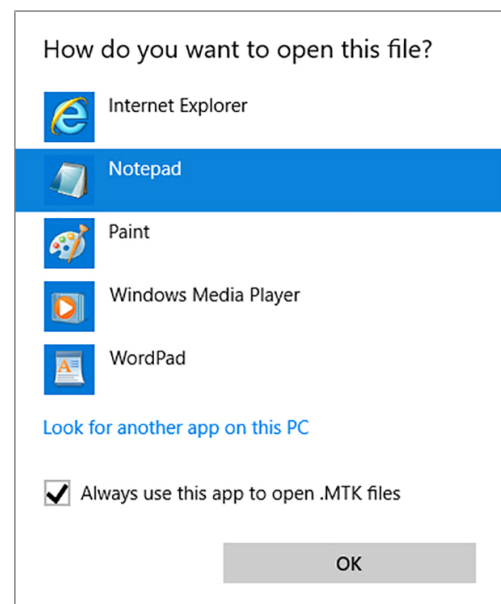 How do you want to open this file?
Internet Explorer
Notepad
Paint
Windows Media Player
WordPad
Look for another app on this PC
Always use this app to open .MTK files
OK